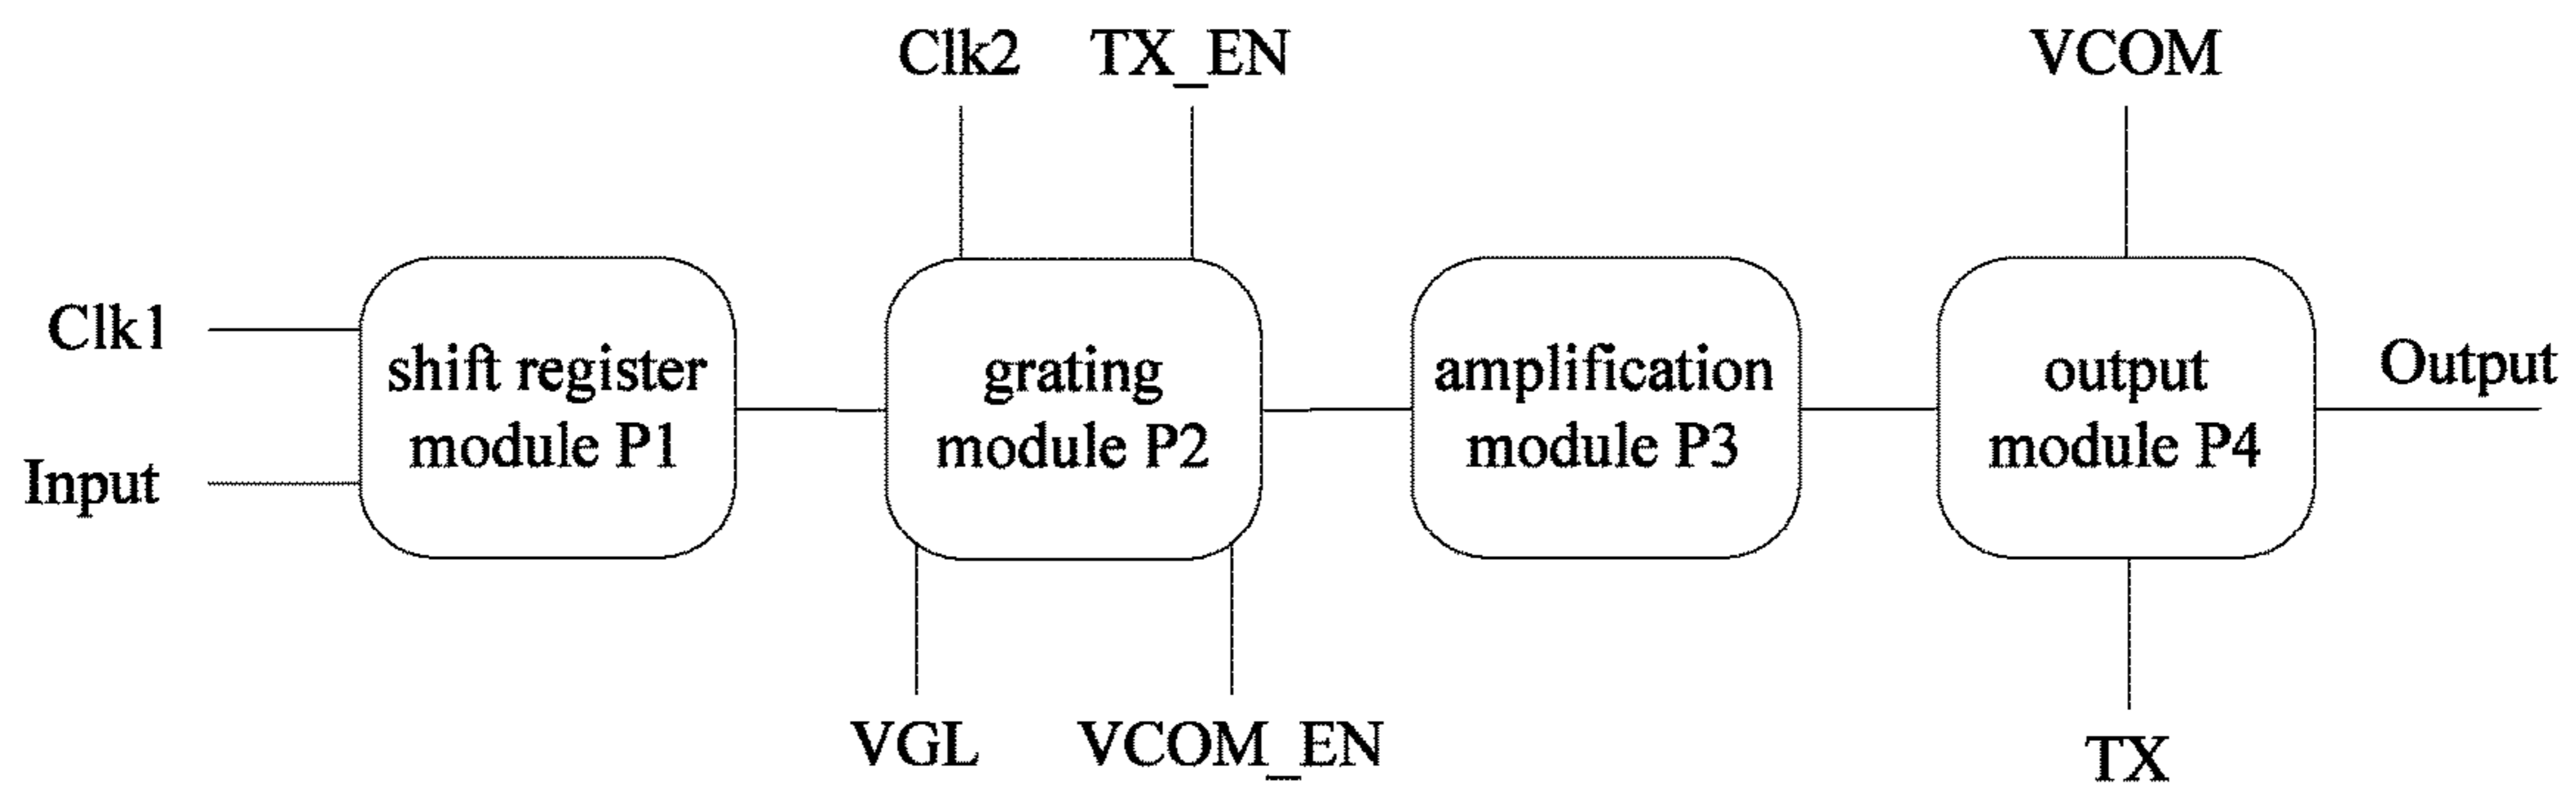 Clk2 TX_EN VCOM
Clk1
Input
shift register
module P1
grating
module P2
amplification
module P3
output
module P4
Output
VGL VCOM_EN
TX